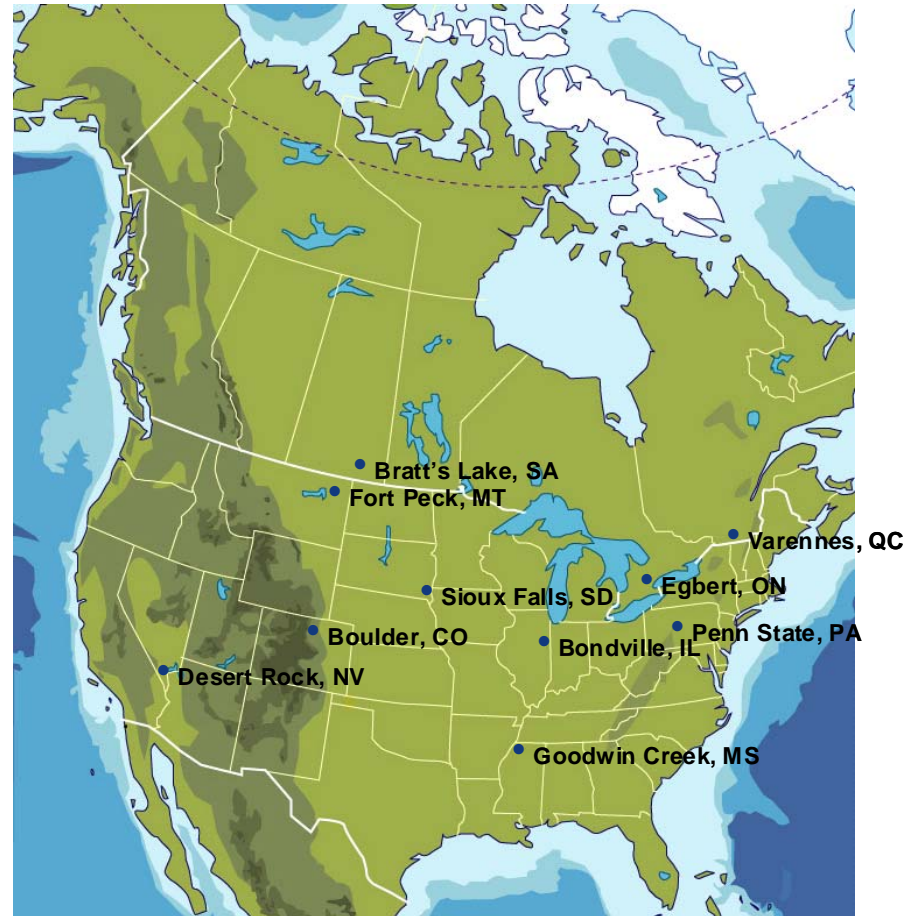 Bratt's Lake, SA
Fort Peck, MT
Varennes, QC
Egbert, ON
Sioux Falls, SD
Penn State, PA
Boulder, CO
Bondville, IL
Desert Rock, NV
Goodwin Creek, MS